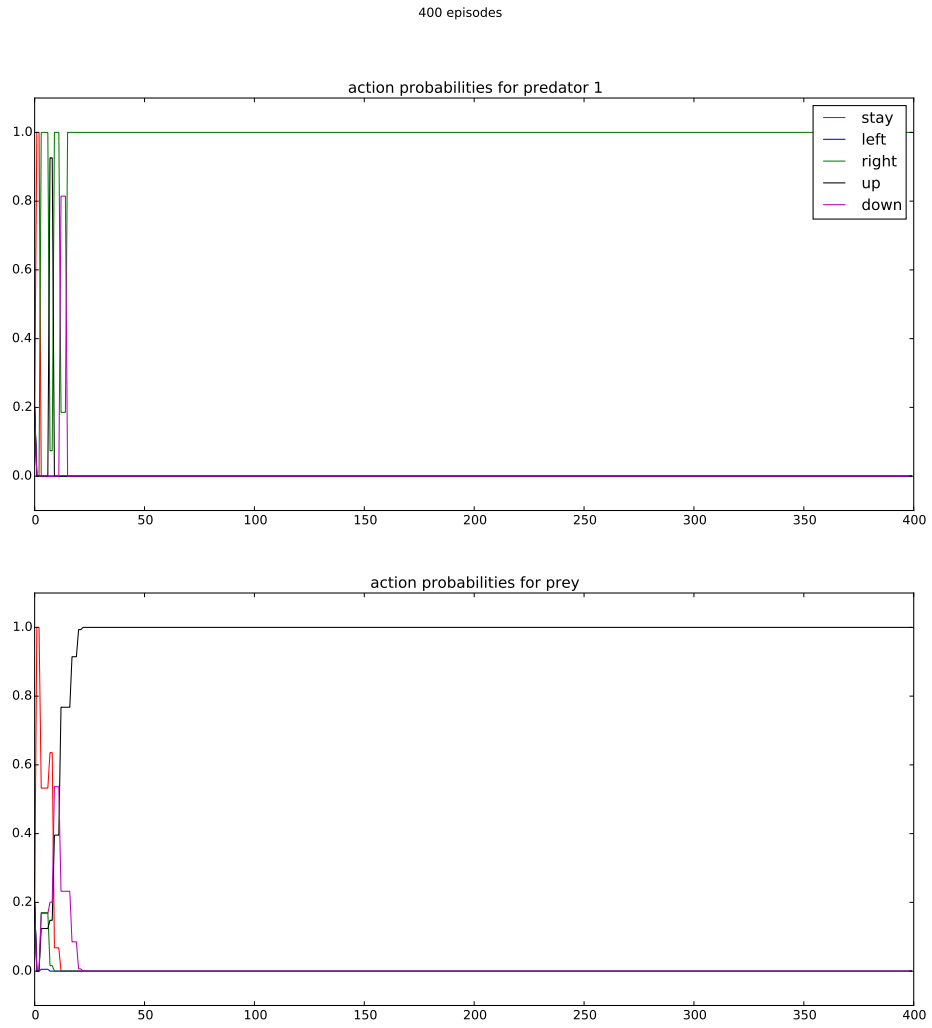 400 episodes
action probabilities for predator 1
1.0
0.8
0.6
0.4
0.2
0.0
0 50 100 150 200 250 300 350 400
stay
left
right
up
down
action probabilities for prey
1.0
0.8
0.6
0.4
0.2
0.0
0 50 100 150 200 250 300 350 400